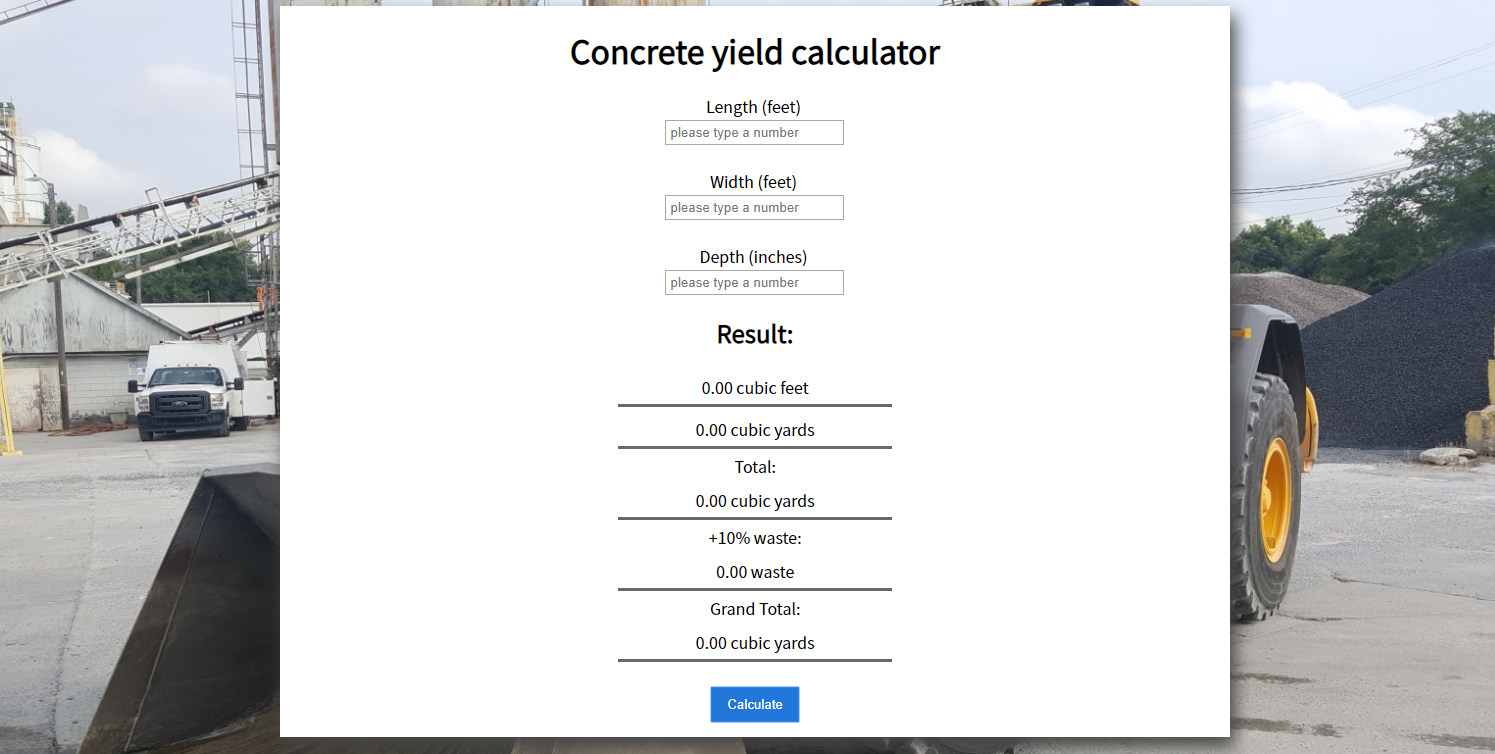 Concrete yield calculator
Length (feet)
please type a number
Width (feet)
please type a number
Depth (inches)
please type a number
Result:
0.00 cubic feet
0.00 cubic yards
Total:
0.00 cubic yards
+10% waste:
0.00 waste
Grand Total:
0.00 cubic yards
Calculate